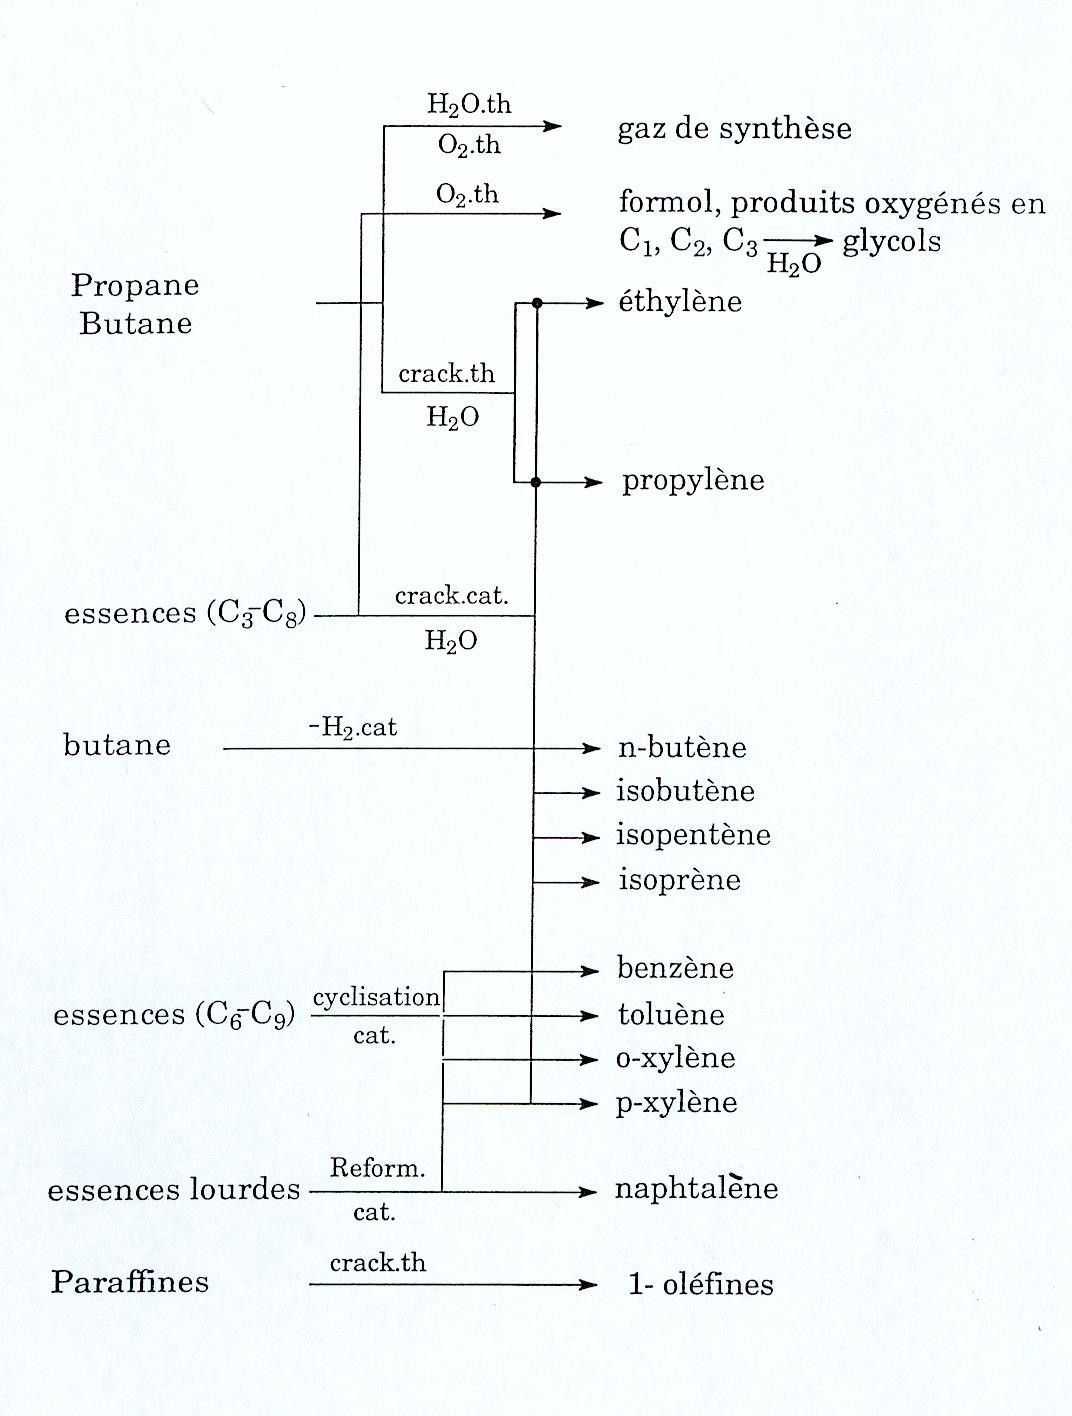 H₂O.th
O₂.th
gaz de synthèse
O₂.th
formol, produits oxygénés en
C₁, C₂, C₃ → glycols
H₂O
Propane
Butane
éthylène
crack.th
H₂O
propylène
essences (C₃-C₈)
crack.cat.
H₂O
butane
-H₂.cat
n-butène
isobutène
isopentène
isoprène
benzène
essences (C₆-C₉)
cyclisation
cat.
toluène
o-xylène
p-xylène
essences lourdes
Reform.
cat.
naphtalène
Paraffines
crack.th
1- oléfines